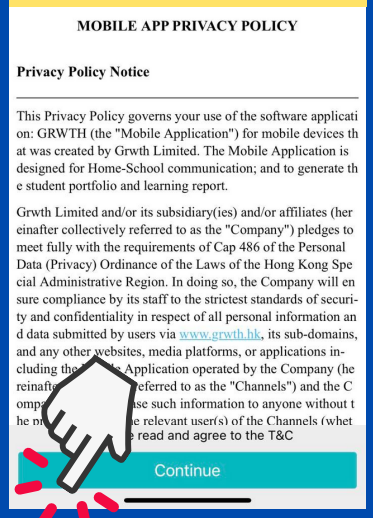 MOBILE APP PRIVACY POLICY
Privacy Policy Notice
This Privacy Policy governs your use of the software applicati
on: GRWTH (the "Mobile Application") for mobile devices th
at was created by Grwth Limited. The Mobile Application is
designed for Home-School communication; and to generate th
e student portfolio and learning report.
Grwth Limited and/or its subsidiary(ies) and/or affiliates (her
einafter collectively referred to as the "Company") pledges to
meet fully with the requirements of Cap 486 of the Personal
Data (Privacy) Ordinance of the Laws of the Hong Kong Spe
cial Administrative Region. In doing so, the Company will en
sure compliance by its staff to the strictest standards of securi-
ty and confidentiality in respect of all personal information an
d data submitted by users via www.grwth.hk, its sub-domains,
and any other websites, media platforms, or applications in-
cluding the Application operated by the Company (he
reinafte eferred to as the "Channels") and the C
ompa se such information to anyone without t
he pr e relevant user(s) of the Channels (whet
read and agree to the T&C
Continue